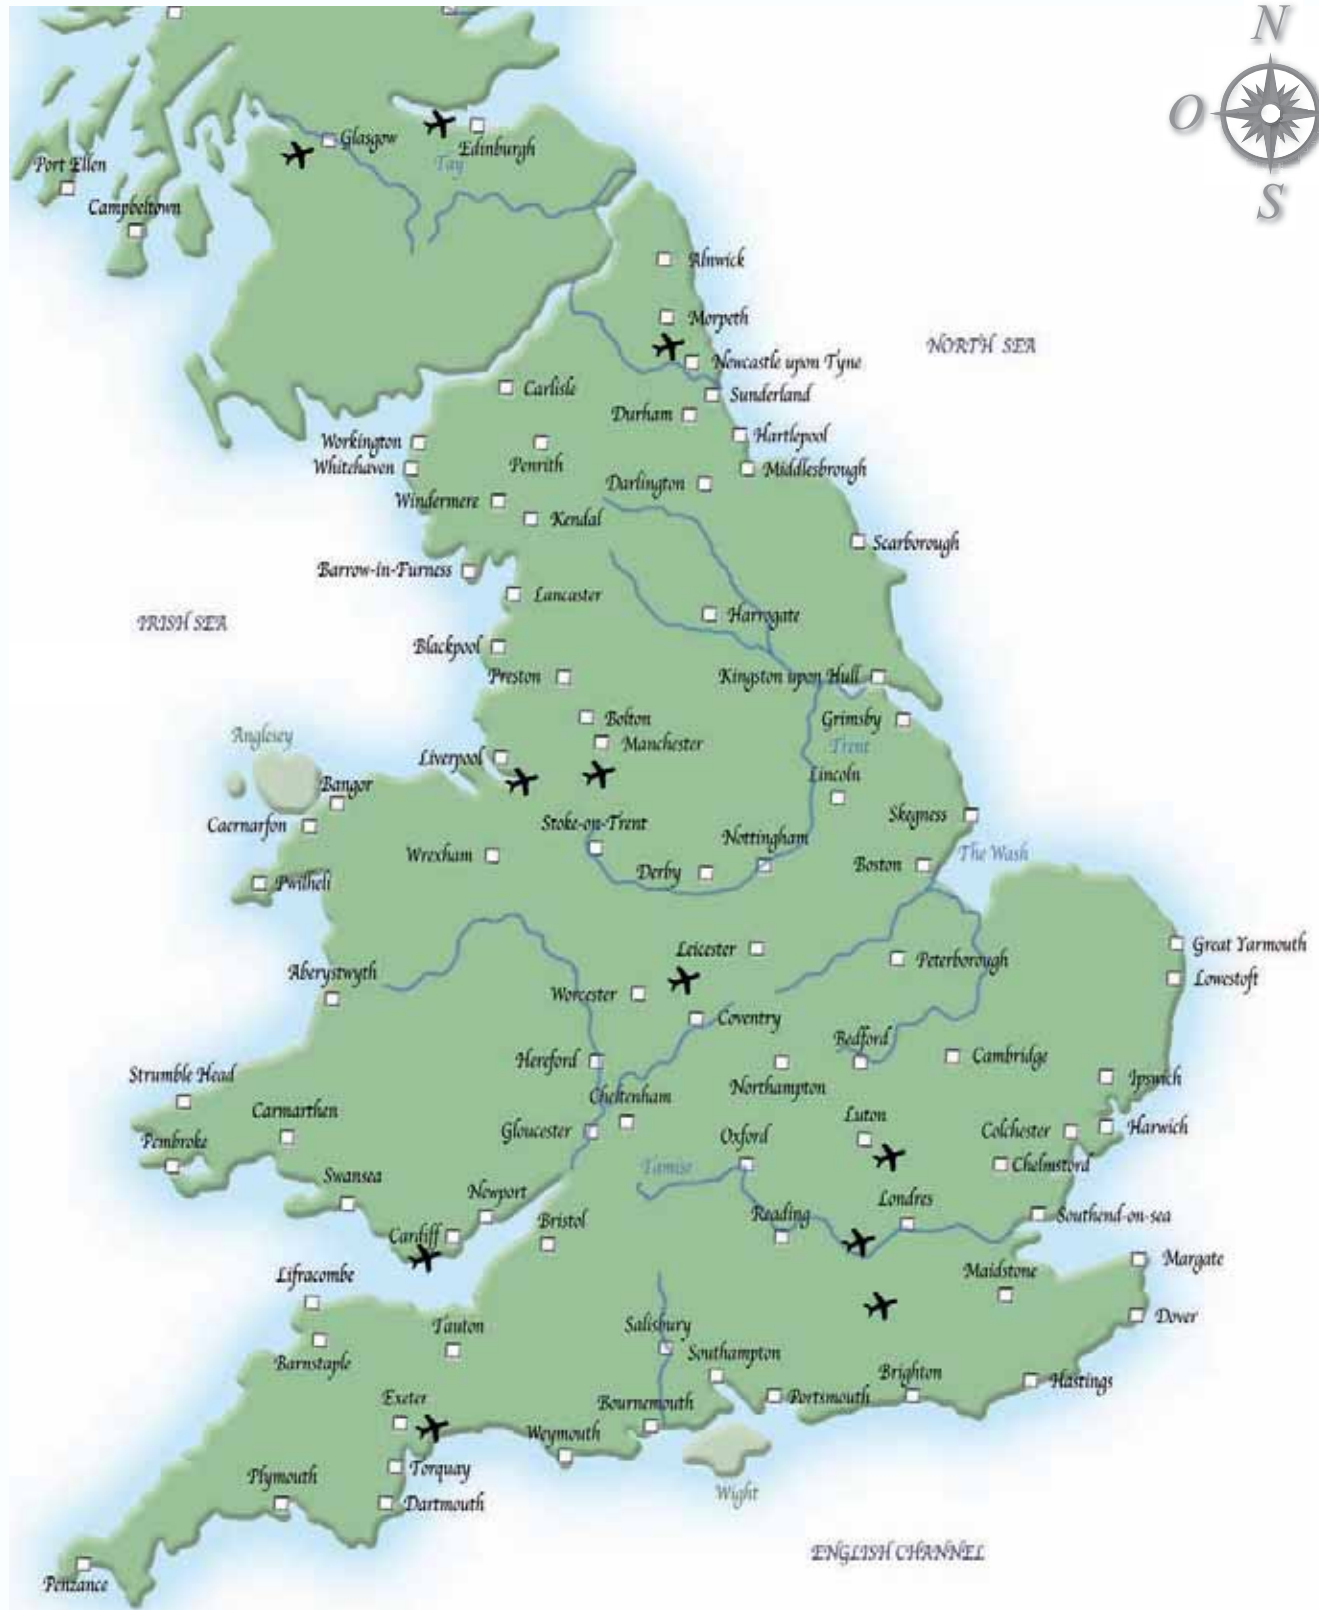 N
O
S
Glasgow
Edinburgh
Tay
Port Ellen
Campbeltown
Alnwick
Morpeth
NORTH SEA
Newcastle upon Tyne
Carlisle
Sunderland
Durham
Hartlepool
Workington
Penrith
Whitehaven
Middlesbrough
Darlington
Windermere
Kendal
Scarborough
Barrow-in-Furness
Lancaster
Harrogate
IRISH SEA
Blackpool
Preston
Kingston upon Hull
Bolton
Grimsby
Anglesey
Manchester
Trent
Liverpool
Lincoln
Bangor
Caernarfon
Stoke-on-Trent
Skegness
Nottingham
Wrexham
The Wash
Derby
Boston
Pwilheli
Leicester
Great Yarmouth
Peterborough
Aberystwyth
Lowestoft
Worcester
Coventry
Bedford
Hereford
Cambridge
Strumble Head
Northampton
Ipswich
Cheltenham
Carmarthen
Luton
Gloucester
Colchester
Harwich
Pembroke
Oxford
Tamise
Chelmsford
Swansea
Newport
Londres
Reading
Southend-on-sea
Bristol
Cardiff
Margate
Lifracombe
Maidstone
Dover
Tauton
Salisbury
Southampton
Barnstaple
Brighton
Hastings
Exeter
Bournemouth
Portsmouth
Weymouth
Torquay
Plymouth
Wight
Dartmouth
ENGLISH CHANNEL
Penzance